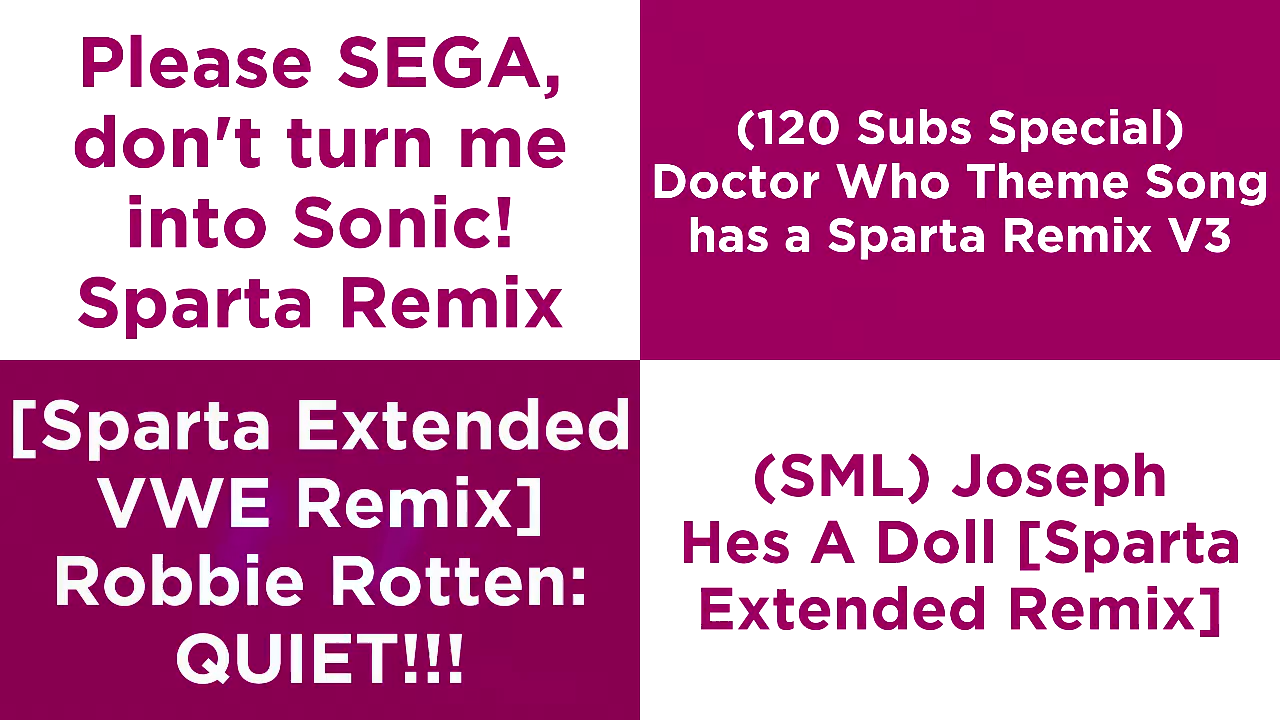 Please SEGA,
don't turn me
into Sonic!
Sparta Remix
(120 Subs Special)
Doctor Who Theme Song
has a Sparta Remix V3
[Sparta Extended
VWE Remix]
Robbie Rotten:
QUIET!!!
(SML) Joseph
Hes A Doll [Sparta
Extended Remix]